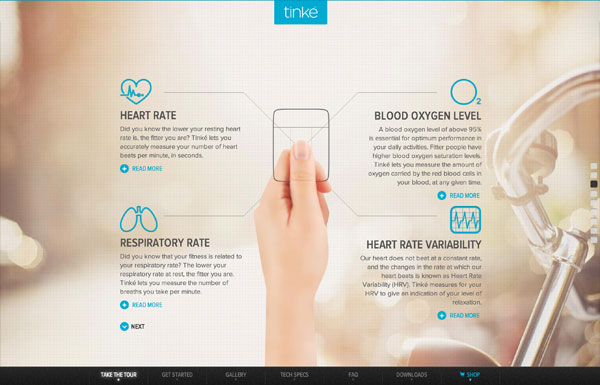 tinké
HEART RATE
Did you know the lower your resting heart
rate is, the fitter you are? Tinké lets you
accurately measure your number of heart
beats per minute, in seconds.
READ MORE
O2
BLOOD OXYGEN LEVEL
A blood oxygen level of above 95%
is essential for optimum performance in
your daily activities. Fitter people have
higher blood oxygen saturation levels.
Tinké lets you measure the amount of
oxygen carried by the red blood cells in
your blood, at any given time.
READ MORE
RESPIRATORY RATE
Did you know that your fitness is related to
your respiratory rate? The lower your
respiratory rate at rest, the fitter you are.
Tinké lets you measure the number of
breaths you take per minute.
READ MORE
HEART RATE VARIABILITY
Our heart does not beat at a constant rate,
and the changes in the rate at which our
heart beats is known as Heart Rate
Variability (HRV). Tinké measures for your
HRV to give an indication of your level of
relaxation.
READ MORE
NEXT
TAKE THE TOUR GET STARTED GALLERY TECH SPECS FAQ DOWNLOADS SHOP